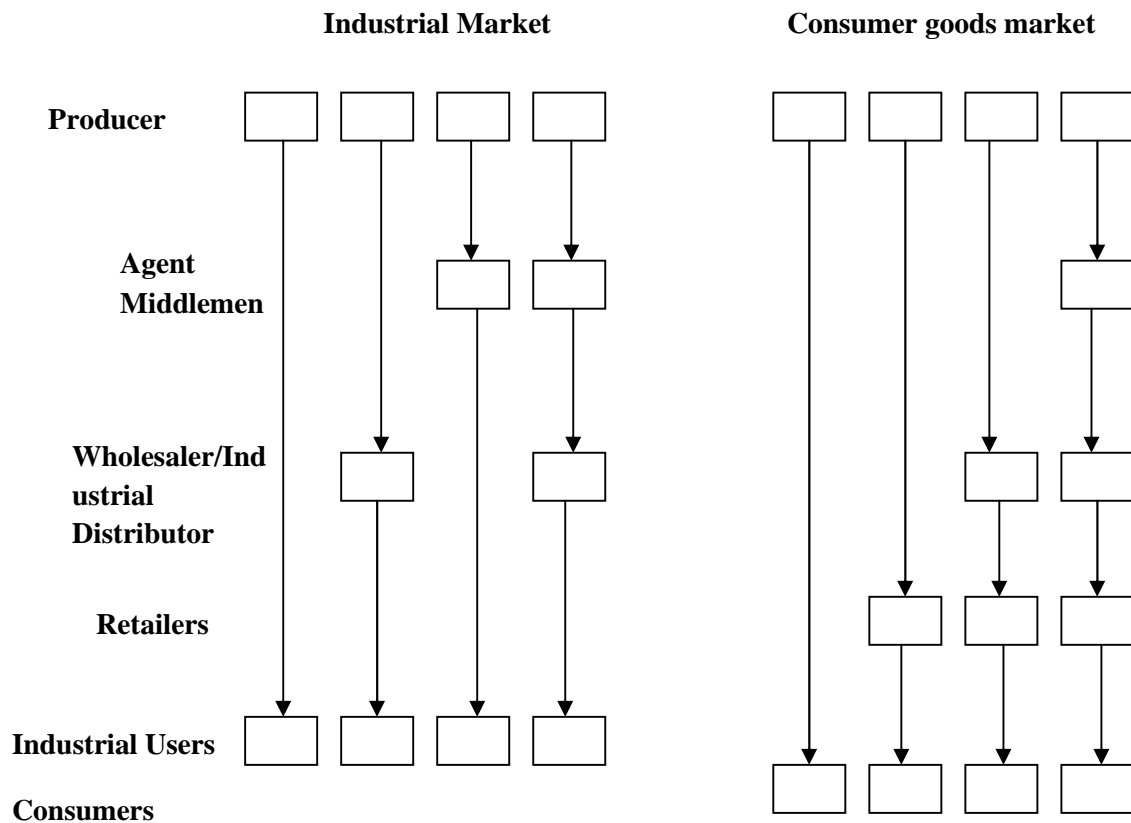 Industrial Market
Consumer goods market
Producer
Agent
Middlemen
Wholesaler/Ind
ustrial
Distributor
Retailers
Industrial Users
Consumers